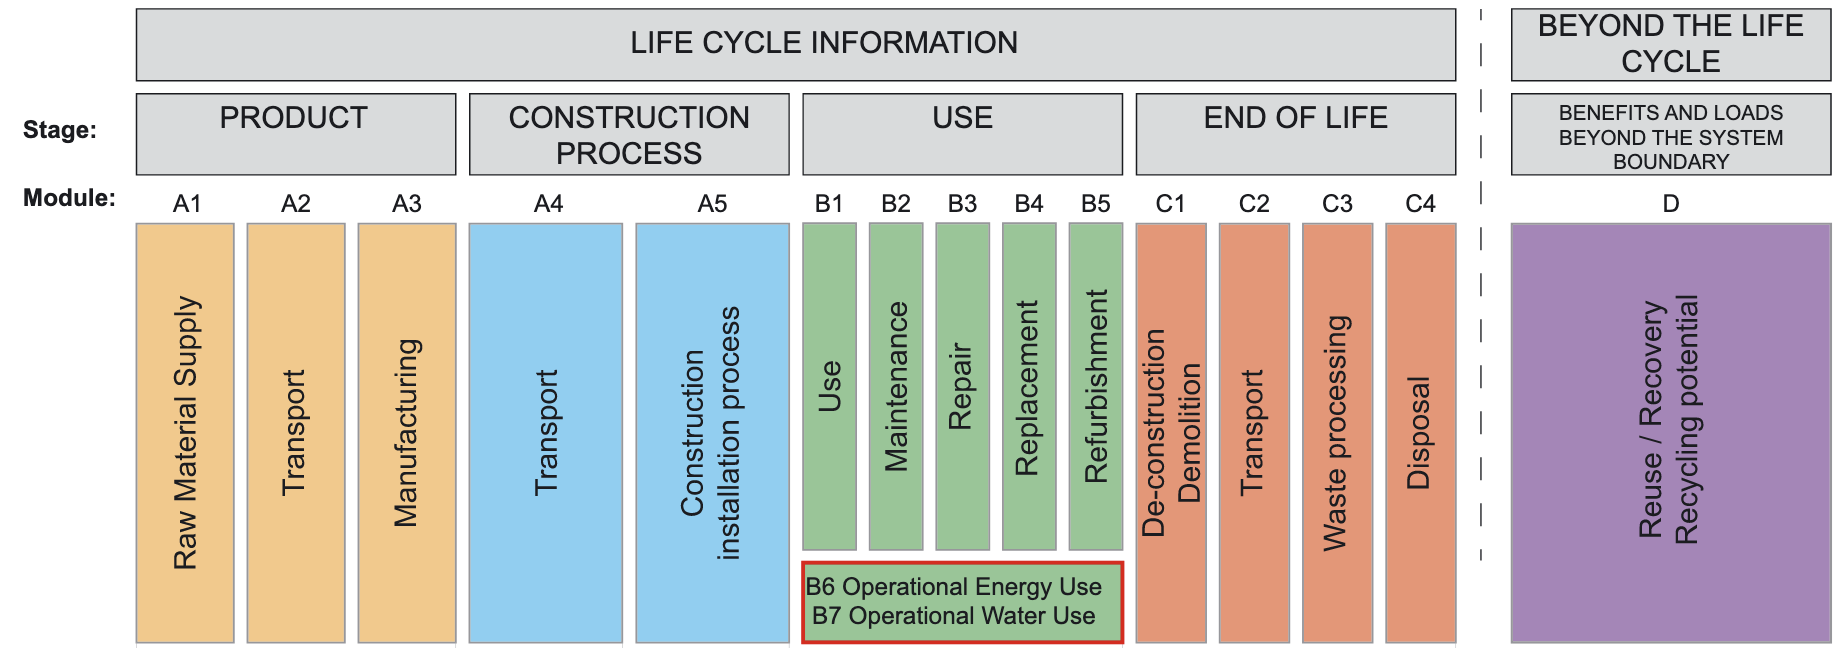 LIFE CYCLE INFORMATION
BEYOND THE LIFE
CYCLE
Stage:
PRODUCT
CONSTRUCTION
PROCESS
USE
END OF LIFE
BENEFITS AND LOADS
BEYOND THE SYSTEM
BOUNDARY
Module:
A1
A2
A3
A4
A5
B1
B2
B3
B4
B5
C1
C2
C3
C4
D
Raw Material Supply
Transport
Manufacturing
Transport
Construction
installation process
Use
Maintenance
Repair
Replacement
Refurbishment
De-construction
Demolition
Transport
Waste processing
Disposal
Reuse / Recovery
Recycling potential
B6 Operational Energy Use
B7 Operational Water Use